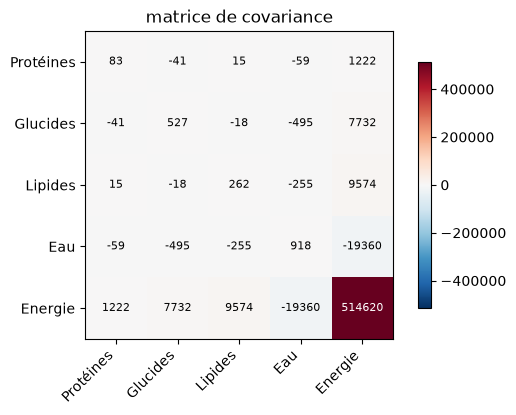 matrice de covariance
Protéines 83 -41 15 -59 1222
Glucides -41 527 -18 -495 7732
Lipides 15 -18 262 -255 9574
Eau -59 -495 -255 918 -19360
Energie 1222 7732 9574 -19360 514620
Protéines Glucides Lipides Eau Energie
400000
200000
0
−200000
−400000